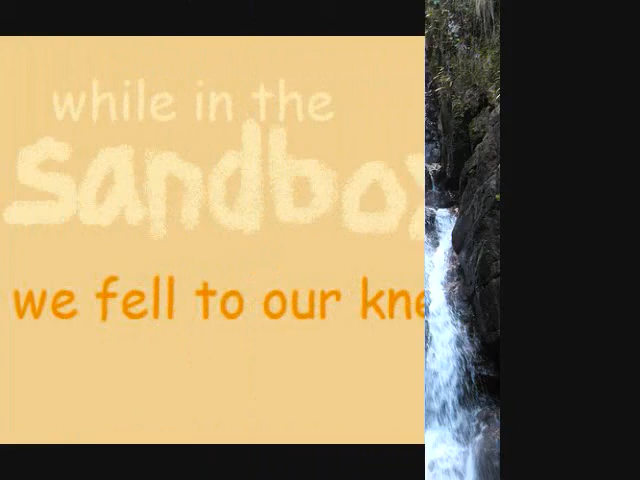 while in the
sandbo
we fell to our kne